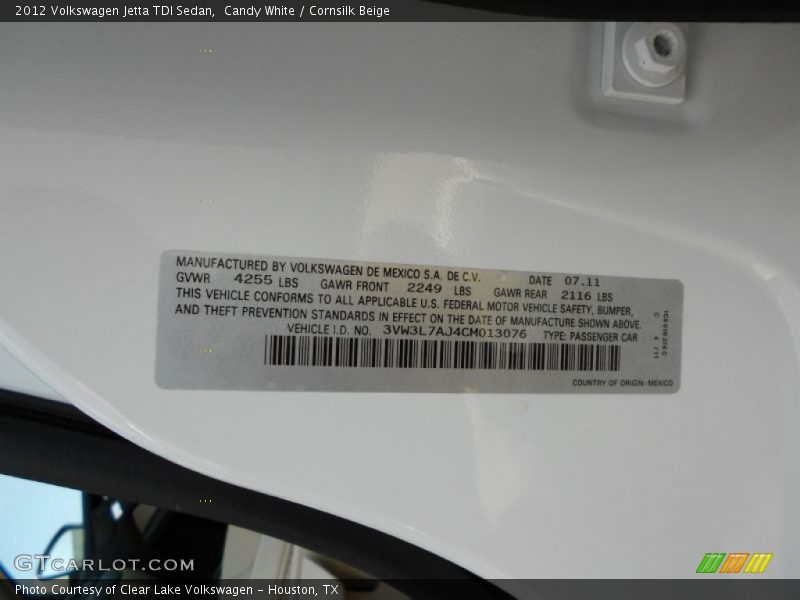 2012 Volkswagen Jetta TDI Sedan,  Candy White / Cornsilk Beige
MANUFACTURED BY VOLKSWAGEN DE MEXICO S.A. DE C.V. DATE 07.11
GVWR 4255 LBS GAWR FRONT 2249 LBS GAWR REAR 2116 LBS
THIS VEHICLE CONFORMS TO ALL APPLICABLE U.S. FEDERAL MOTOR VEHICLE SAFETY, BUMPER,
AND THEFT PREVENTION STANDARDS IN EFFECT ON THE DATE OF MANUFACTURE SHOWN ABOVE.
VEHICLE I.D. NO. 3VW3L7AJ4CM013076 TYPE: PASSENGER CAR
COUNTRY OF ORIGIN: MEXICO
GTCARLOT.COM
Photo Courtesy of Clear Lake Volkswagen - Houston, TX